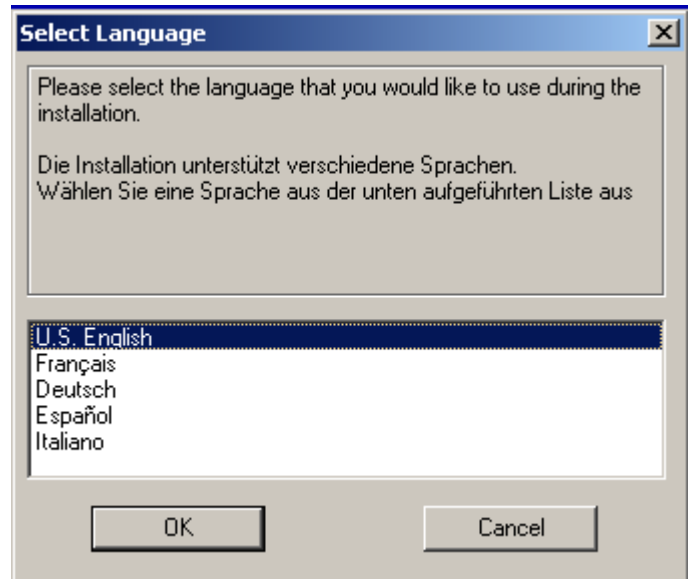 Select Language
Please select the language that you would like to use during the
installation.
Die Installation unterstützt verschiedene Sprachen.
Wählen Sie eine Sprache aus der unten aufgeführten Liste aus
U.S. English
Français
Deutsch
Español
Italiano
OK
Cancel